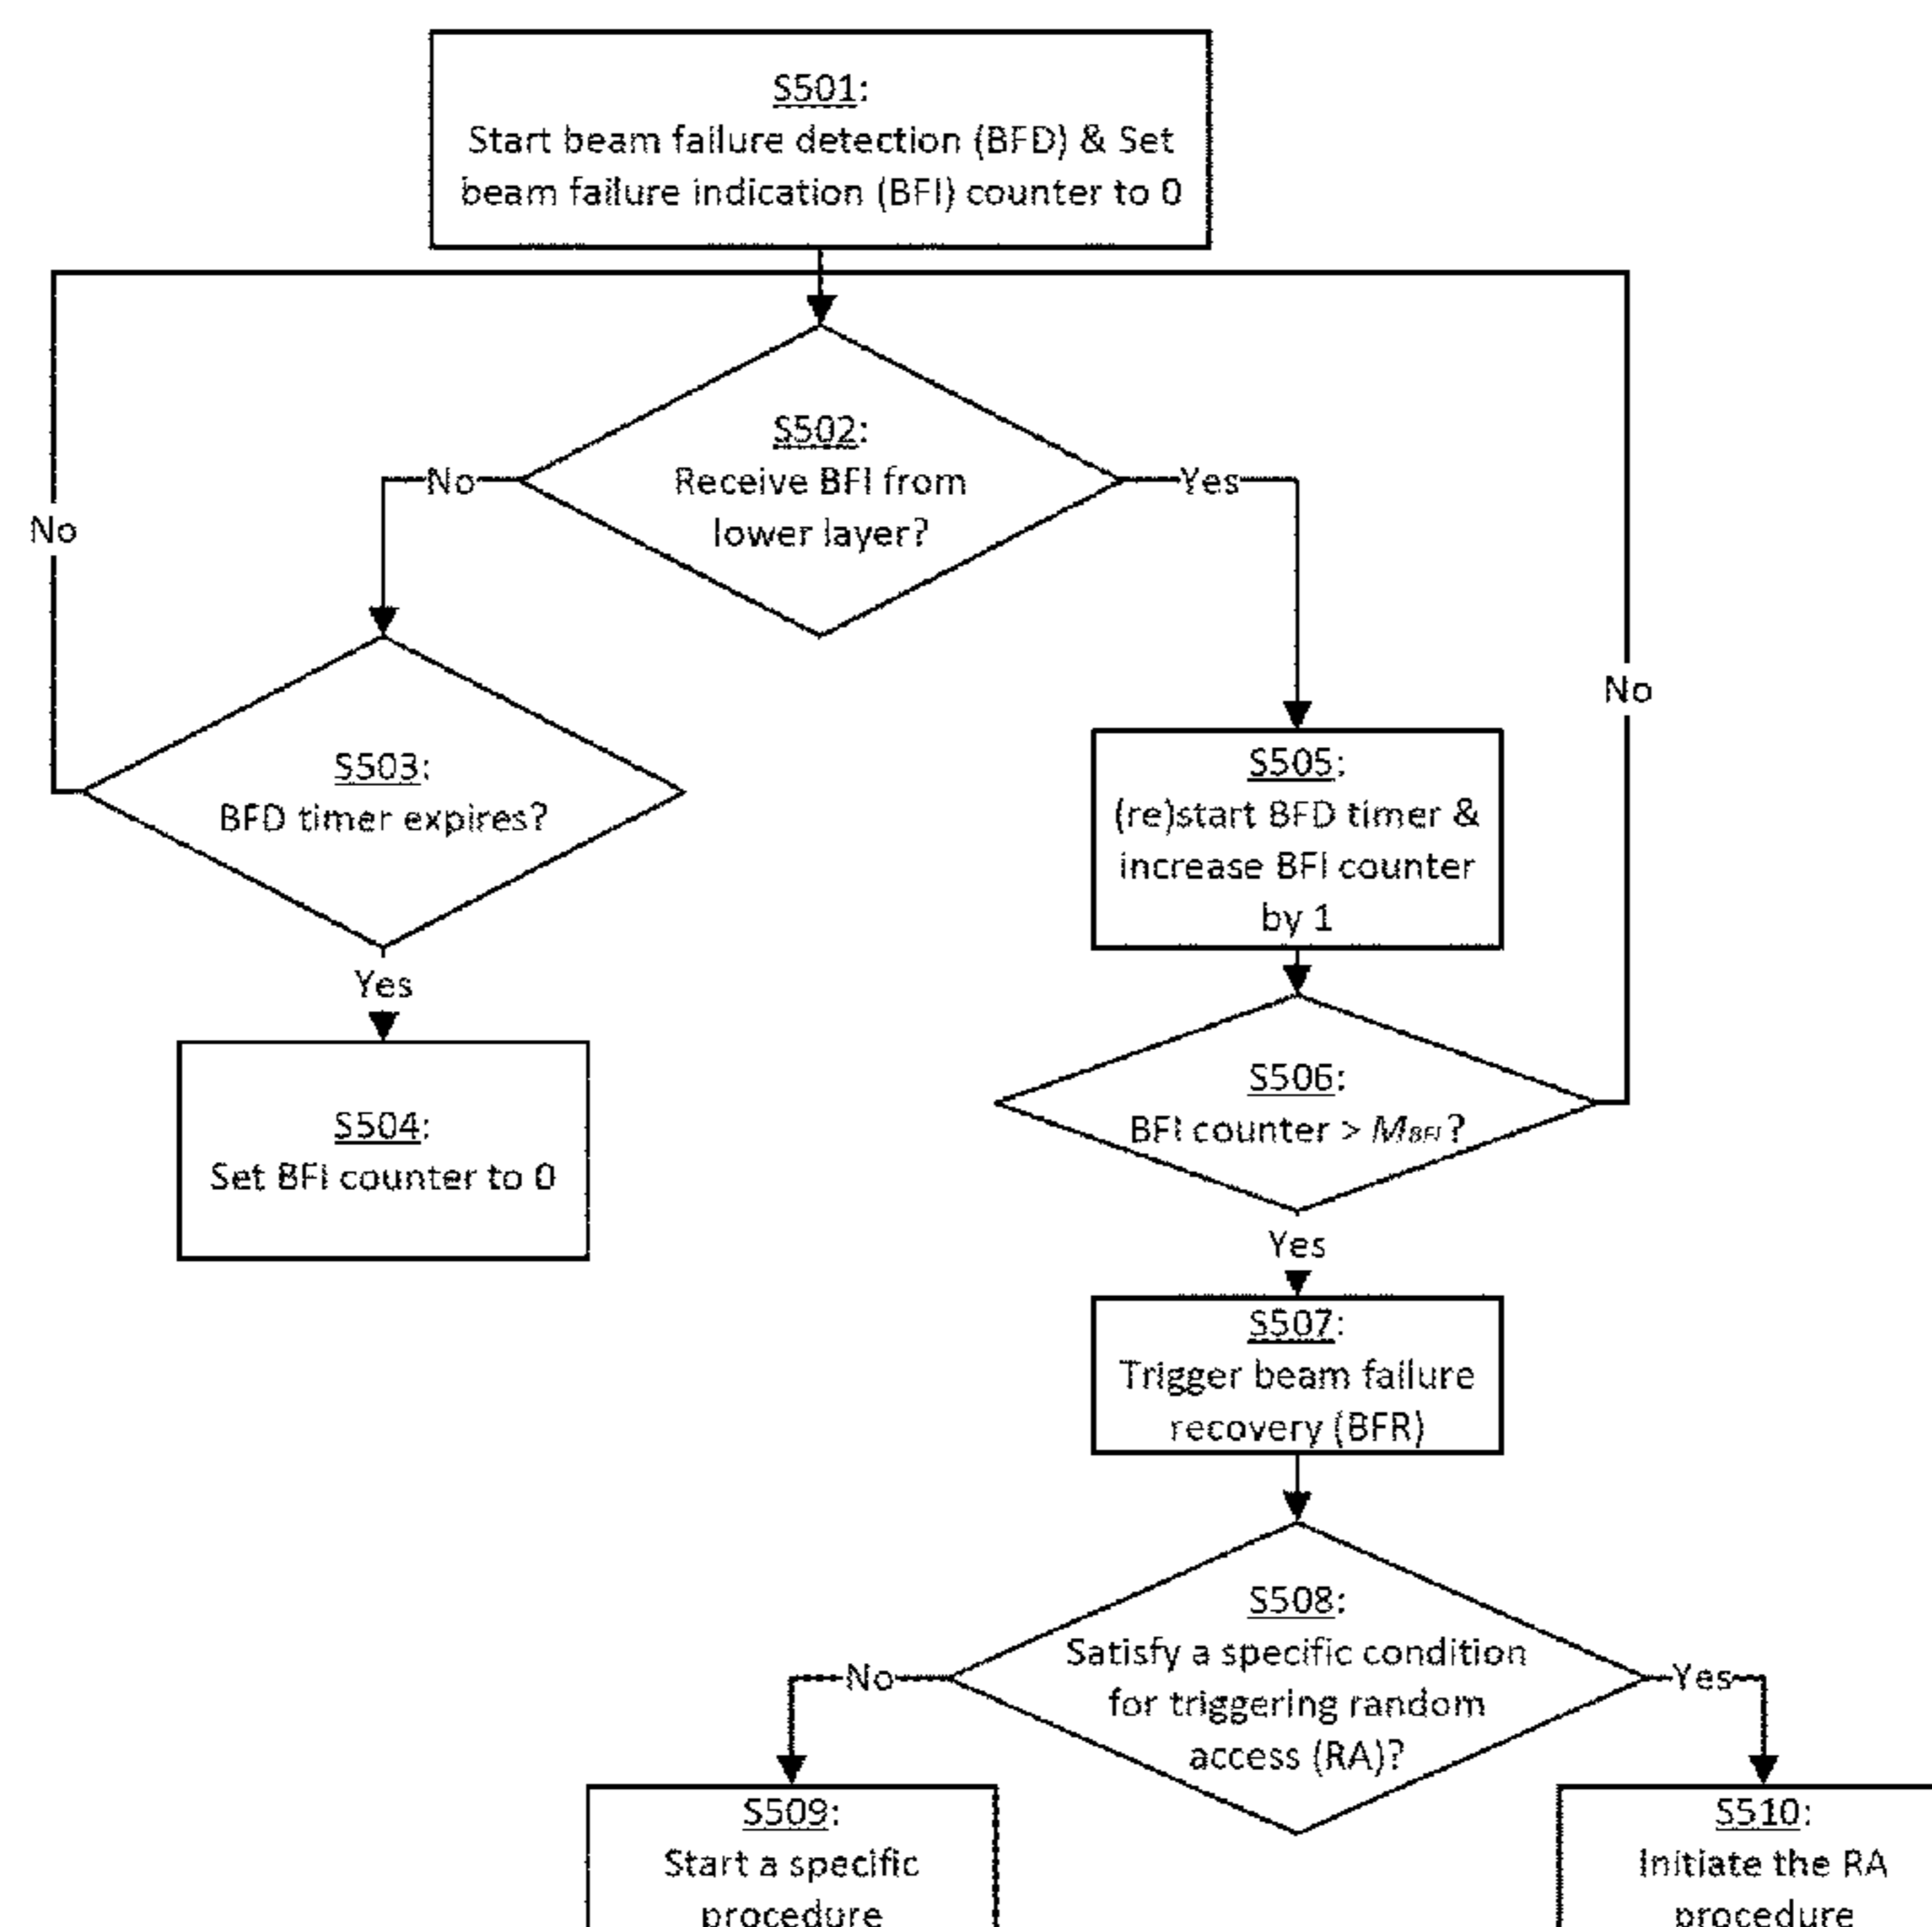 S501:
Start beam failure detection (BFD) & Set
beam failure indication (BFI) counter to 0
S502:
Receive BFI from
lower layer?
No
Yes
No
No
S503:
BFD timer expires?
S505:
(re)start BFD timer &
increase BFI counter
by 1
Yes
S504:
Set BFI counter to 0
S506:
BFI counter > MBFI?
Yes
S507:
Trigger beam failure
recovery (BFR)
S508:
Satisfy a specific condition
for triggering random
access (RA)?
No
Yes
S509:
Start a specific
procedure
S510:
Initiate the RA
procedure